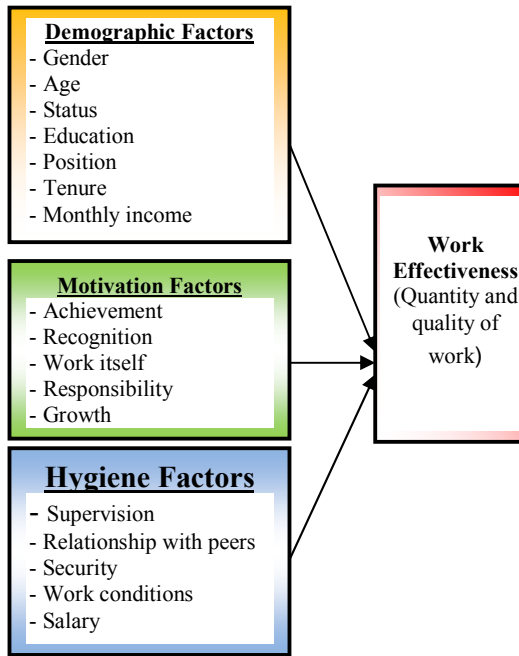 Demographic Factors
- Gender
- Age
- Status
- Education
- Position
- Tenure
- Monthly income
Motivation Factors
- Achievement
- Recognition
- Work itself
- Responsibility
- Growth
Hygiene Factors
- Supervision
- Relationship with peers
- Security
- Work conditions
- Salary
Work
Effectiveness
(Quantity and
quality of
work)